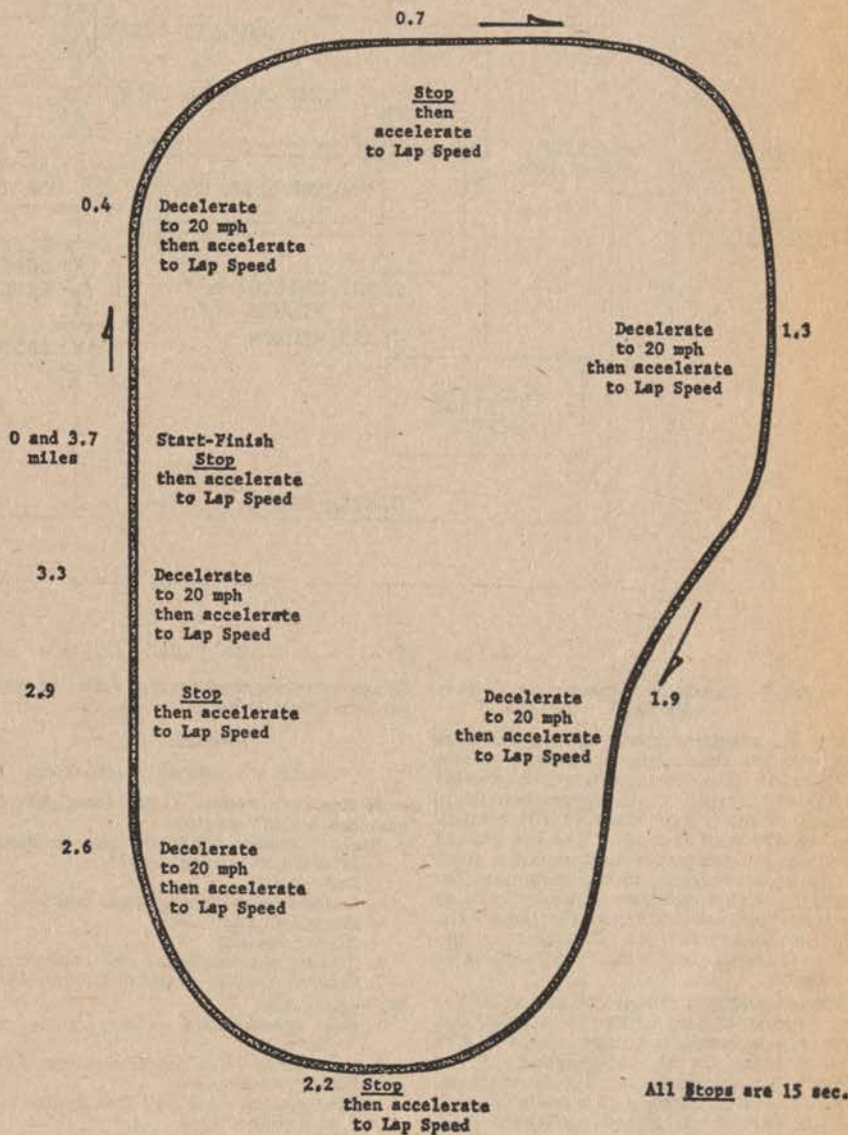 0.7
Stop
then
accelerate
to Lap Speed
0.4
Decelerate
to 20 mph
then accelerate
to Lap Speed
Decelerate
to 20 mph
then accelerate
to Lap Speed
1.3
0 and 3.7
miles
Start-Finish
Stop
then accelerate
to Lap Speed
3.3
Decelerate
to 20 mph
then accelerate
to Lap Speed
2.9
Stop
then accelerate
to Lap Speed
Decelerate
to 20 mph
then accelerate
to Lap Speed
1.9
2.6
Decelerate
to 20 mph
then accelerate
to Lap Speed
2.2 Stop
then accelerate
to Lap Speed
All Stops are 15 sec.